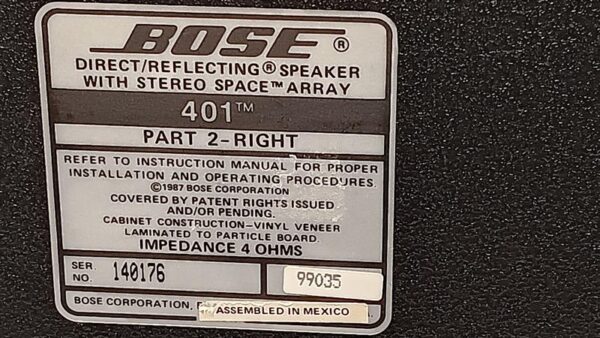 BOSE®
DIRECT/REFLECTING® SPEAKER
WITH STEREO SPACE™ ARRAY
401™
PART 2-RIGHT
REFER TO INSTRUCTION MANUAL FOR PROPER
INSTALLATION AND OPERATING PROCEDURES.
©1987 BOSE CORPORATION
COVERED BY PATENT RIGHTS ISSUED
AND/OR PENDING.
CABINET CONSTRUCTION-VINYL VENEER
LAMINATED TO PARTICLE BOARD.
IMPEDANCE 4 OHMS
SER. NO. 140176
99035
BOSE CORPORATION,
ASSEMBLED IN MEXICO